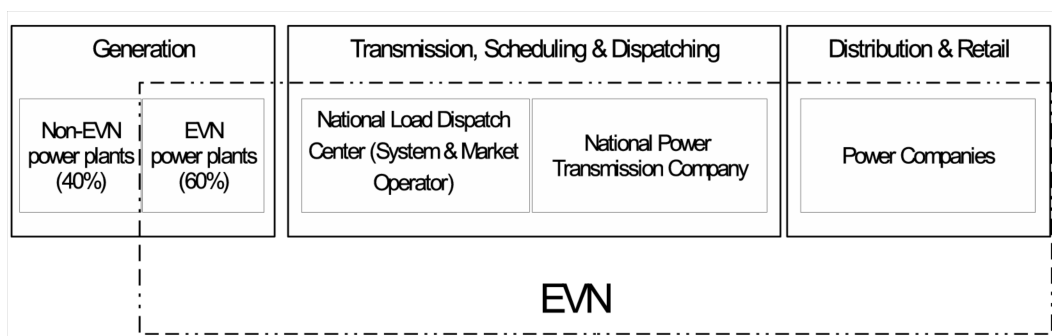 Generation
Transmission, Scheduling & Dispatching
Distribution & Retail
Non-EVN
power plants
(40%)
EVN
power plants
(60%)
National Load Dispatch
Center (System & Market
Operator)
National Power
Transmission Company
Power Companies
EVN